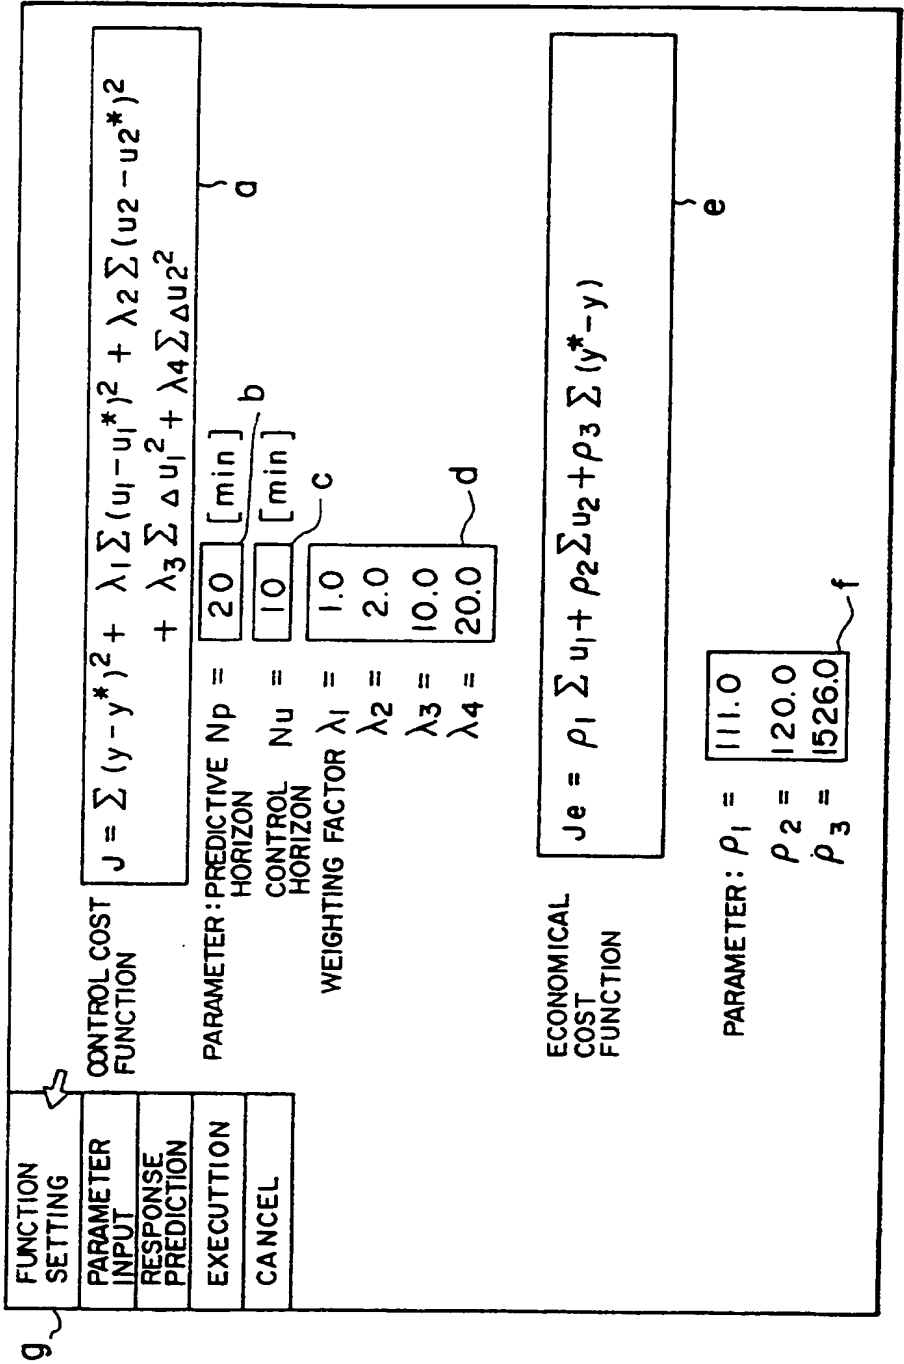 g
FUNCTION
SETTING
PARAMETER
INPUT
RESPONSE
PREDICTION
EXECUTTION
CANCEL
CONTROL COST
FUNCTION
J = Σ (y − y*)² + λ₁ Σ (u₁ − u₁*)² + λ2 Σ (u2 − u2*)²
+ λ3 Σ Δu₁² + λ4 Σ Δu2²
a
PARAMETER : PREDICTIVE Np = 20 [min]
HORIZON
b
CONTROL Nu = 10 [min]
HORIZON
c
WEIGHTING FACTOR λ₁ = 1.0
λ2 = 2.0
λ3 = 10.0
λ4 = 20.0
d
ECONOMICAL
COST
FUNCTION
Je = ρ₁ Σ u₁ + ρ₂ Σ u₂ + ρ₃ Σ (y* − y)
e
PARAMETER : ρ₁ = 111.0
ρ₂ = 120.0
ρ₃ = 1526.0
f